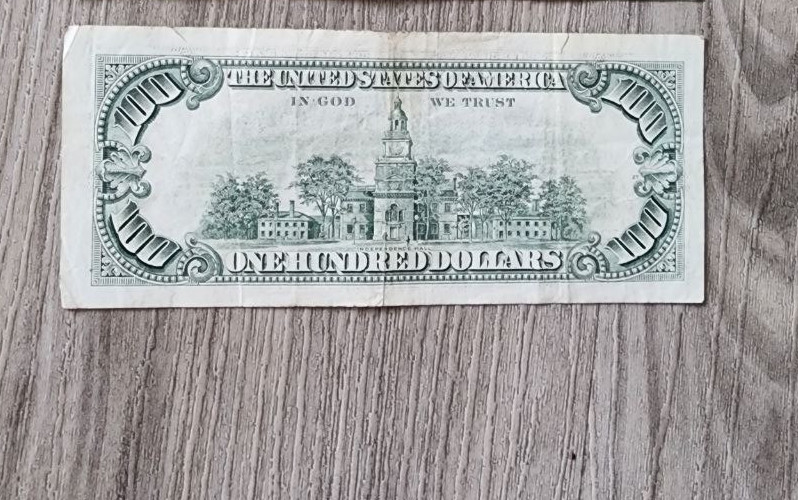 THE UNITED STATES OF AMERICA
100 100
IN GOD WE TRUST
INDEPENDENCE HALL
100 100
ONE HUNDRED DOLLARS